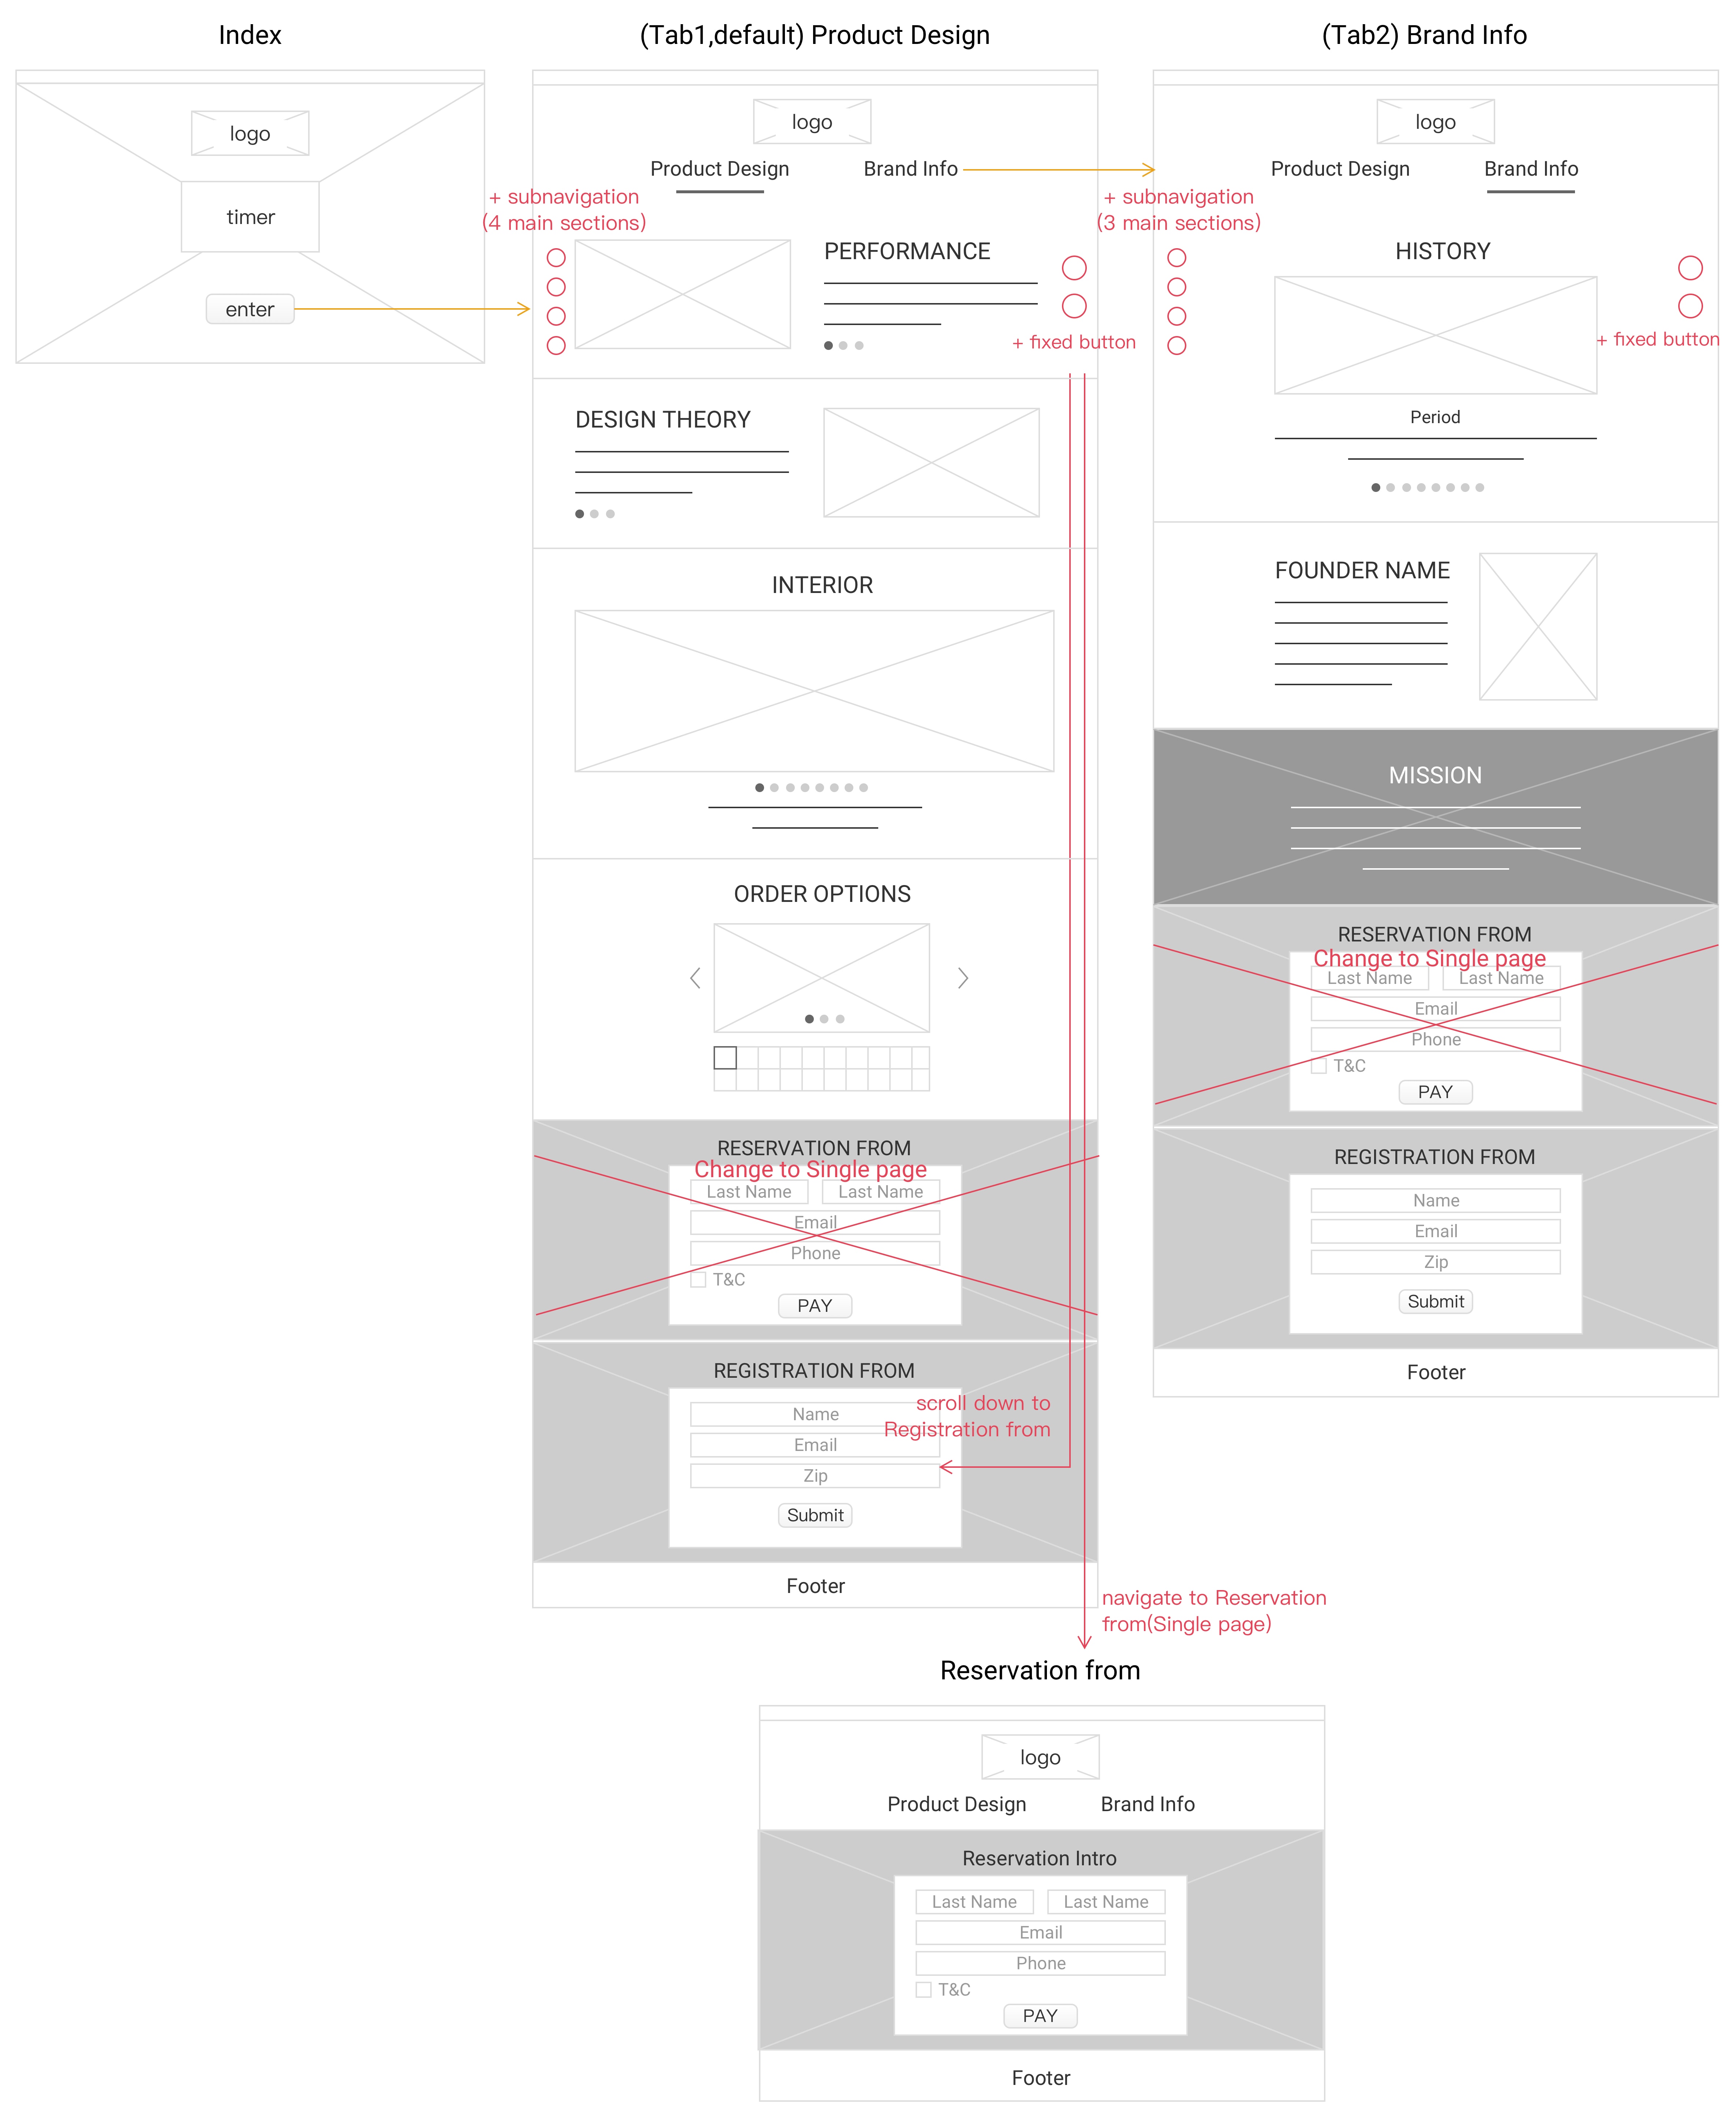 Index
logo
timer
enter
(Tab1,default) Product Design
logo
Product Design Brand Info
+ subnavigation
(4 main sections)
PERFORMANCE
+ fixed button
DESIGN THEORY
INTERIOR
ORDER OPTIONS
RESERVATION FROM
Change to Single page
Last Name Last Name
Email
Phone
T&C
PAY
REGISTRATION FROM
Name
scroll down to
Registration from
Email
Zip
Submit
Footer
navigate to Reservation
from(Single page)
(Tab2) Brand Info
logo
Product Design Brand Info
+ subnavigation
(3 main sections)
HISTORY
+ fixed button
Period
FOUNDER NAME
MISSION
RESERVATION FROM
Change to Single page
Last Name Last Name
Email
Phone
T&C
PAY
REGISTRATION FROM
Name
Email
Zip
Submit
Footer
Reservation from
logo
Product Design Brand Info
Reservation Intro
Last Name Last Name
Email
Phone
T&C
PAY
Footer